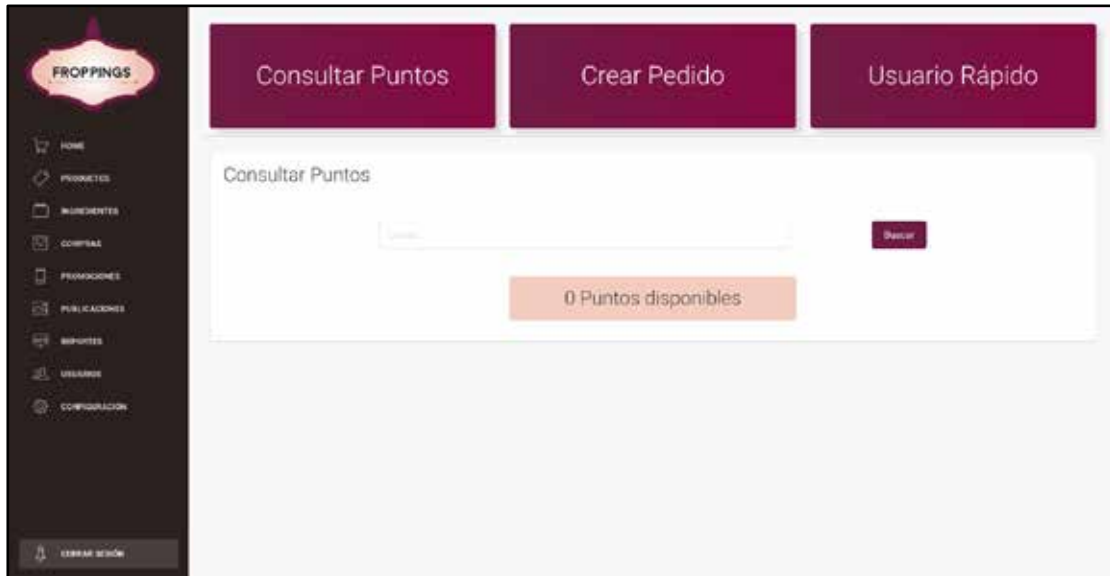 FROPPINGS
HOME
PRODUCTOS
INGREDIENTES
COMPRAS
PROMOCIONES
PUBLICACIONES
REPORTES
USUARIOS
CONFIGURACIÓN
CERRAR SESIÓN
Consultar Puntos
Crear Pedido
Usuario Rápido
Consultar Puntos
Buscar
0 Puntos disponibles